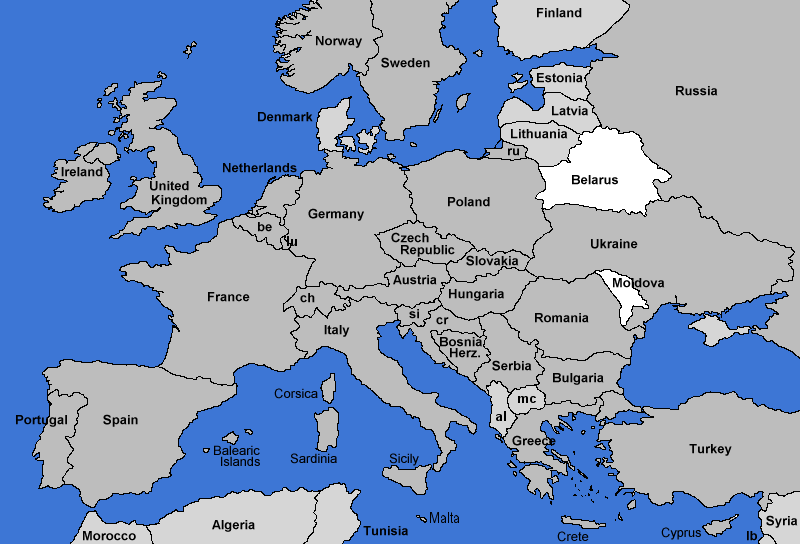 Finland
Norway
Sweden
Estonia
Russia
Denmark
Latvia
Lithuania
ru
Netherlands
Ireland
United
Kingdom
Belarus
Germany
Poland
be
lu
Czech
Republic
Ukraine
Slovakia
Austria
Moldova
France
ch
Hungaria
si
cr
Romania
Italy
Bosnia
Herz.
Serbia
Bulgaria
Corsica
mc
al
Portugal
Spain
Greece
Balearic
Islands
Sardinia
Sicily
Turkey
Malta
Morocco
Algeria
Tunisia
Crete
Cyprus
lb
Syria